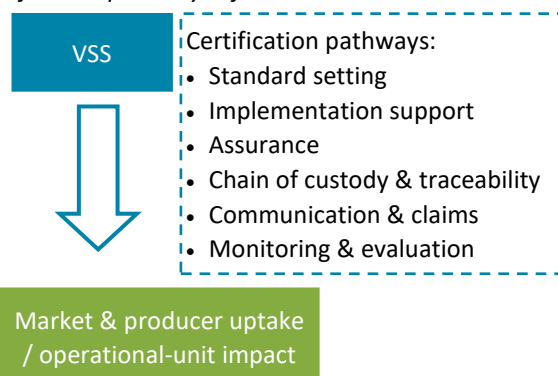 VSS
Certification pathways:
• Standard setting
• Implementation support
• Assurance
• Chain of custody & traceability
• Communication & claims
• Monitoring & evaluation
Market & producer uptake
/ operational-unit impact